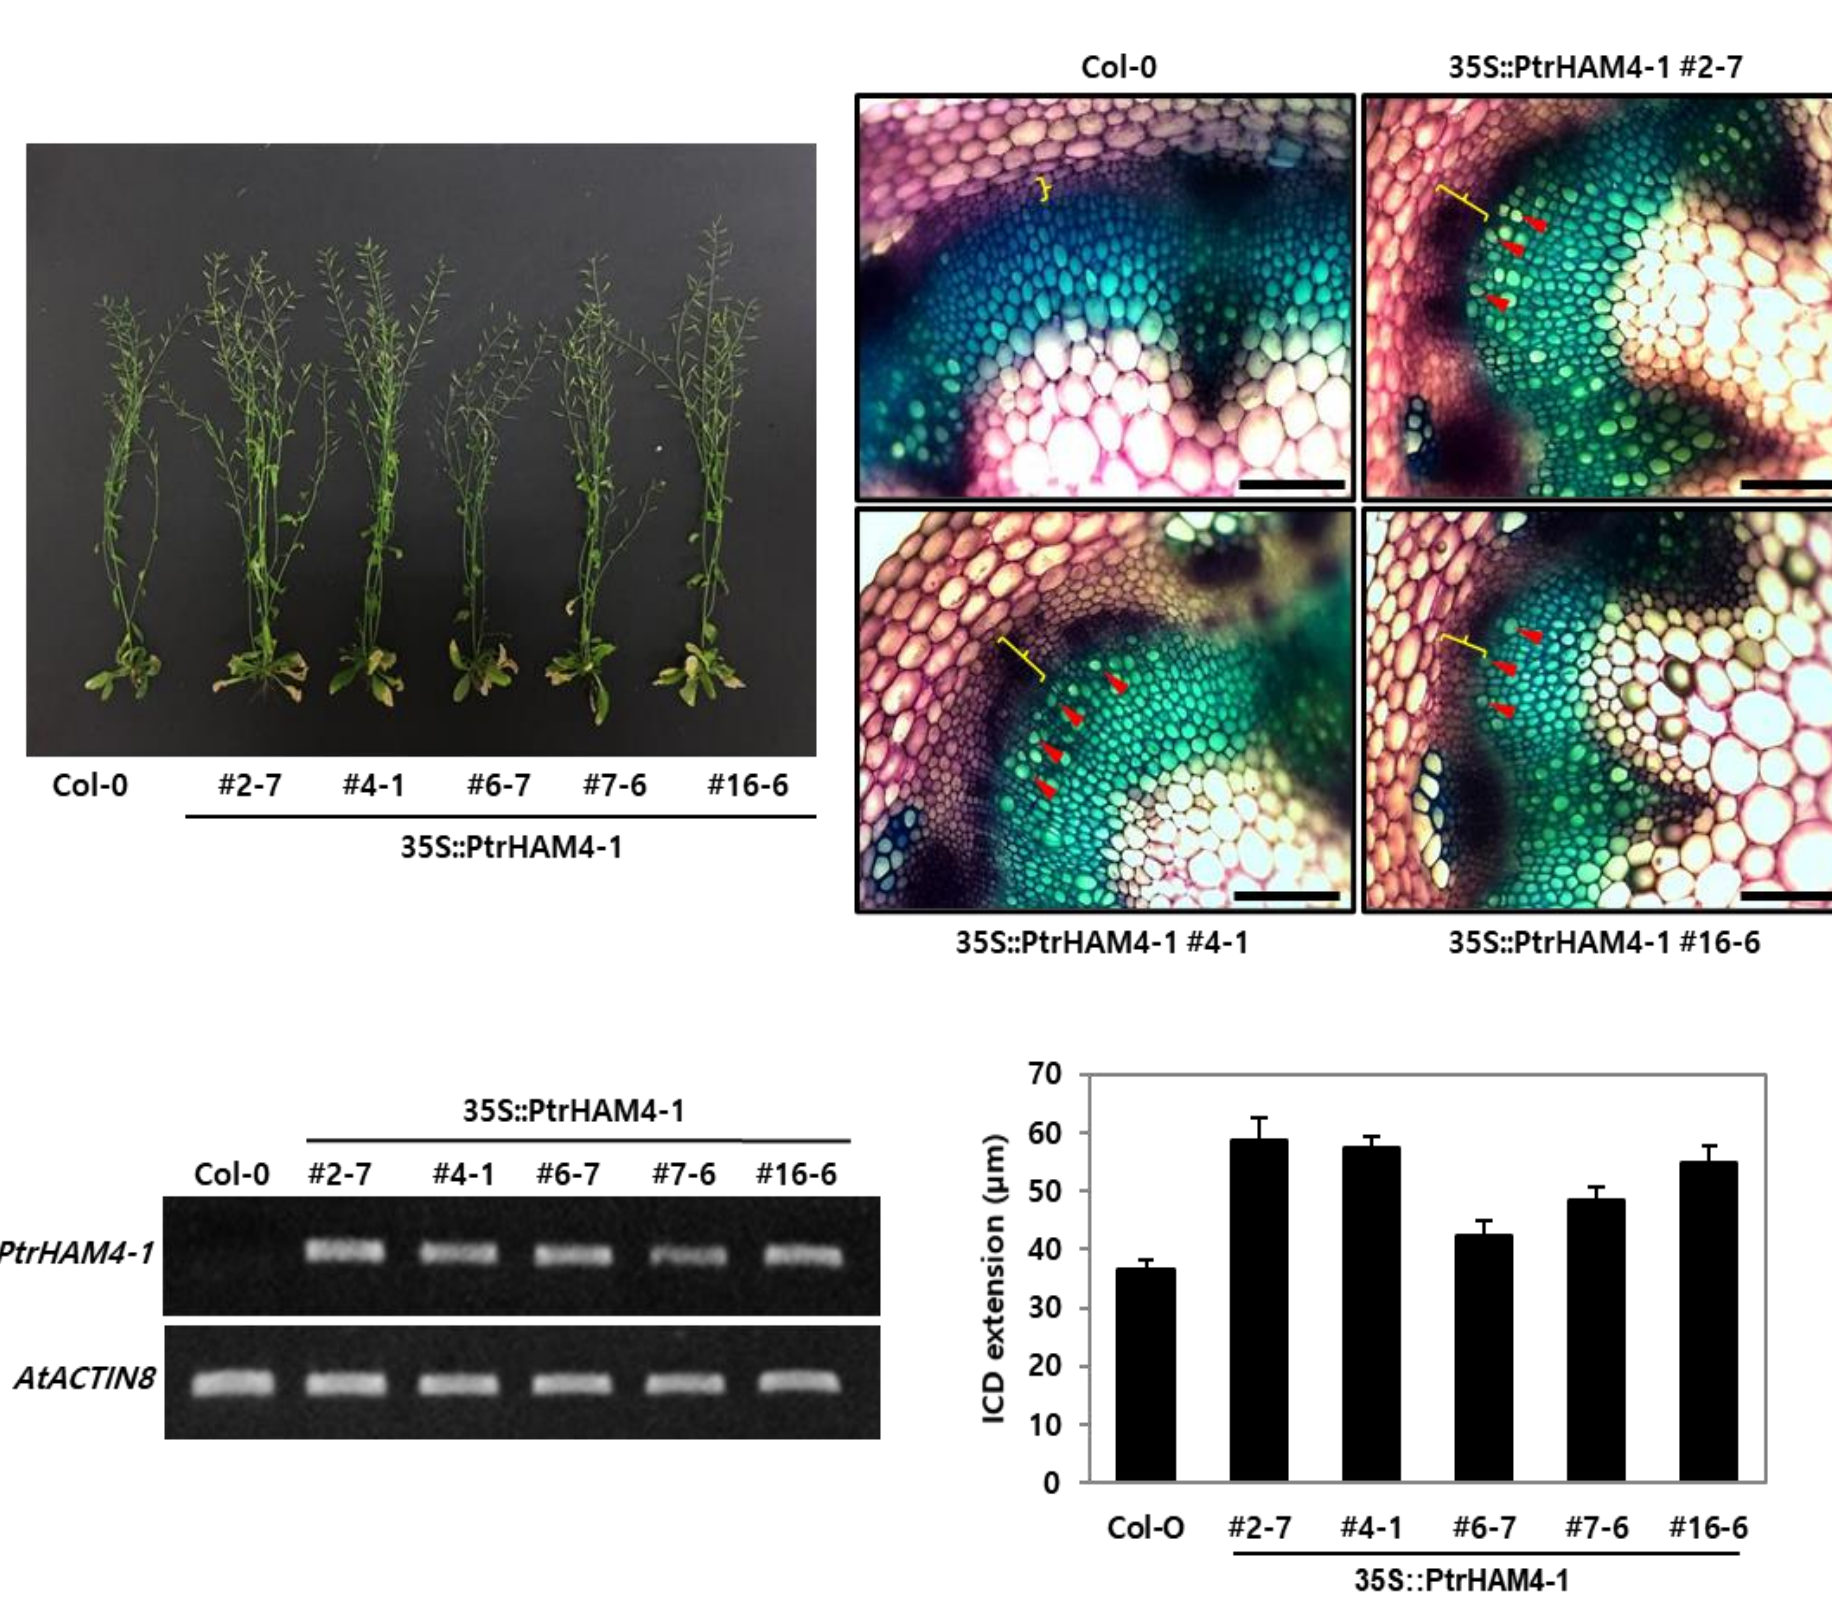 Col-0 35S::PtrHAM4-1 #2-7
Col-0 #2-7 #4-1 #6-7 #7-6 #16-6
35S::PtrHAM4-1
35S::PtrHAM4-1 #4-1 35S::PtrHAM4-1 #16-6
35S::PtrHAM4-1
Col-0 #2-7 #4-1 #6-7 #7-6 #16-6
PtrHAM4-1
AtACTIN8
ICD extension (μm)
70
60
50
40
30
20
10
0
Col-O #2-7 #4-1 #6-7 #7-6 #16-6
35S::PtrHAM4-1